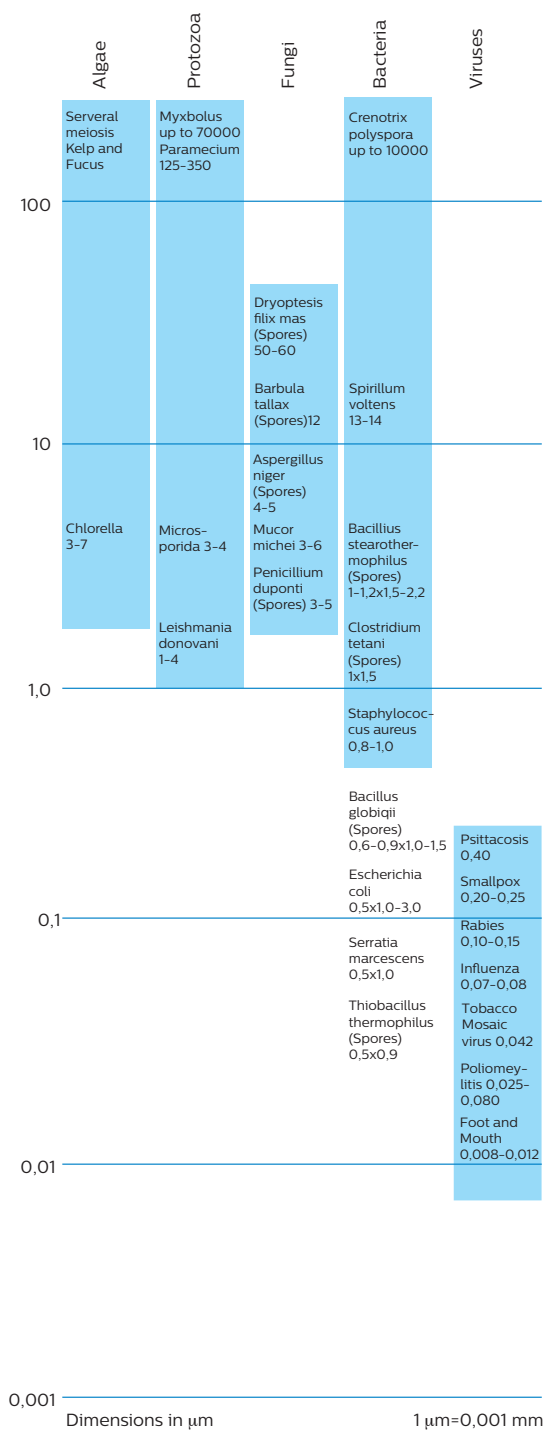 Algae
Protozoa
Fungi
Bacteria
Viruses
Serveral
meiosis
Kelp and
Fucus
Myxbolus
up to 70000
Paramecium
125-350
Crenotrix
polyspora
up to 10000
100
Dryoptesis
filix mas
(Spores)
50-60
Barbula
tallax
(Spores)12
Spirillum
voltens
13-14
10
Aspergillus
niger
(Spores)
4-5
Chlorella
3-7
Micros-
porida 3-4
Mucor
michei 3-6
Bacillius
stearother-
mophilus
(Spores)
1-1,2x1,5-2,2
Penicillium
duponti
(Spores) 3-5
Leishmania
donovani
1-4
Clostridium
tetani
(Spores)
1x1,5
1,0
Staphylococ-
cus aureus
0,8-1,0
Bacillus
globiqii
(Spores)
0,6-0,9x1,0-1,5
Psittacosis
0,40
Escherichia
coli
0,5x1,0-3,0
Smallpox
0,20-0,25
0,1
Rabies
0,10-0,15
Serratia
marcescens
0,5x1,0
Influenza
0,07-0,08
Thiobacillus
thermophilus
(Spores)
0,5x0,9
Tobacco
Mosaic
virus 0,042
Poliomey-
litis 0,025-
0,080
Foot and
Mouth
0,008-0,012
0,01
0,001
Dimensions in µm
1 µm=0,001 mm